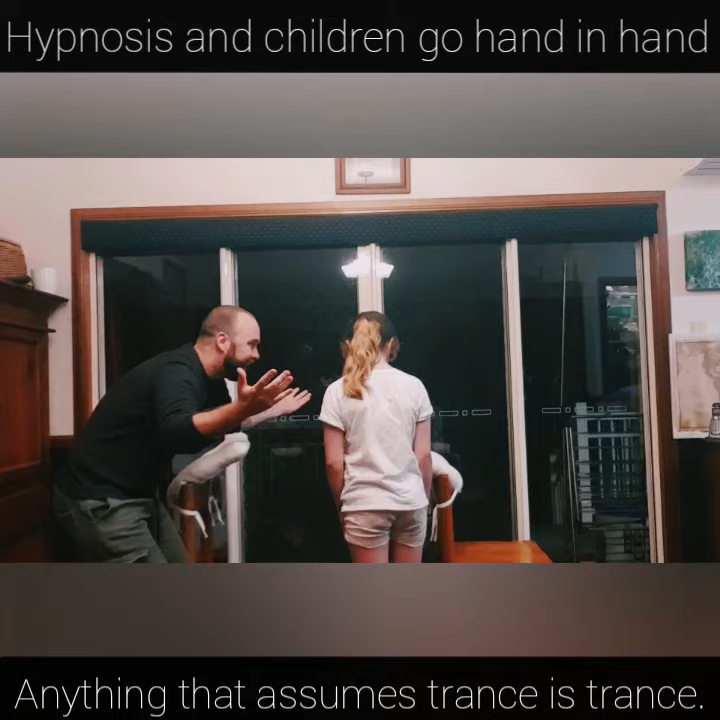 Hypnosis and children go hand in hand
Anything that assumes trance is trance.